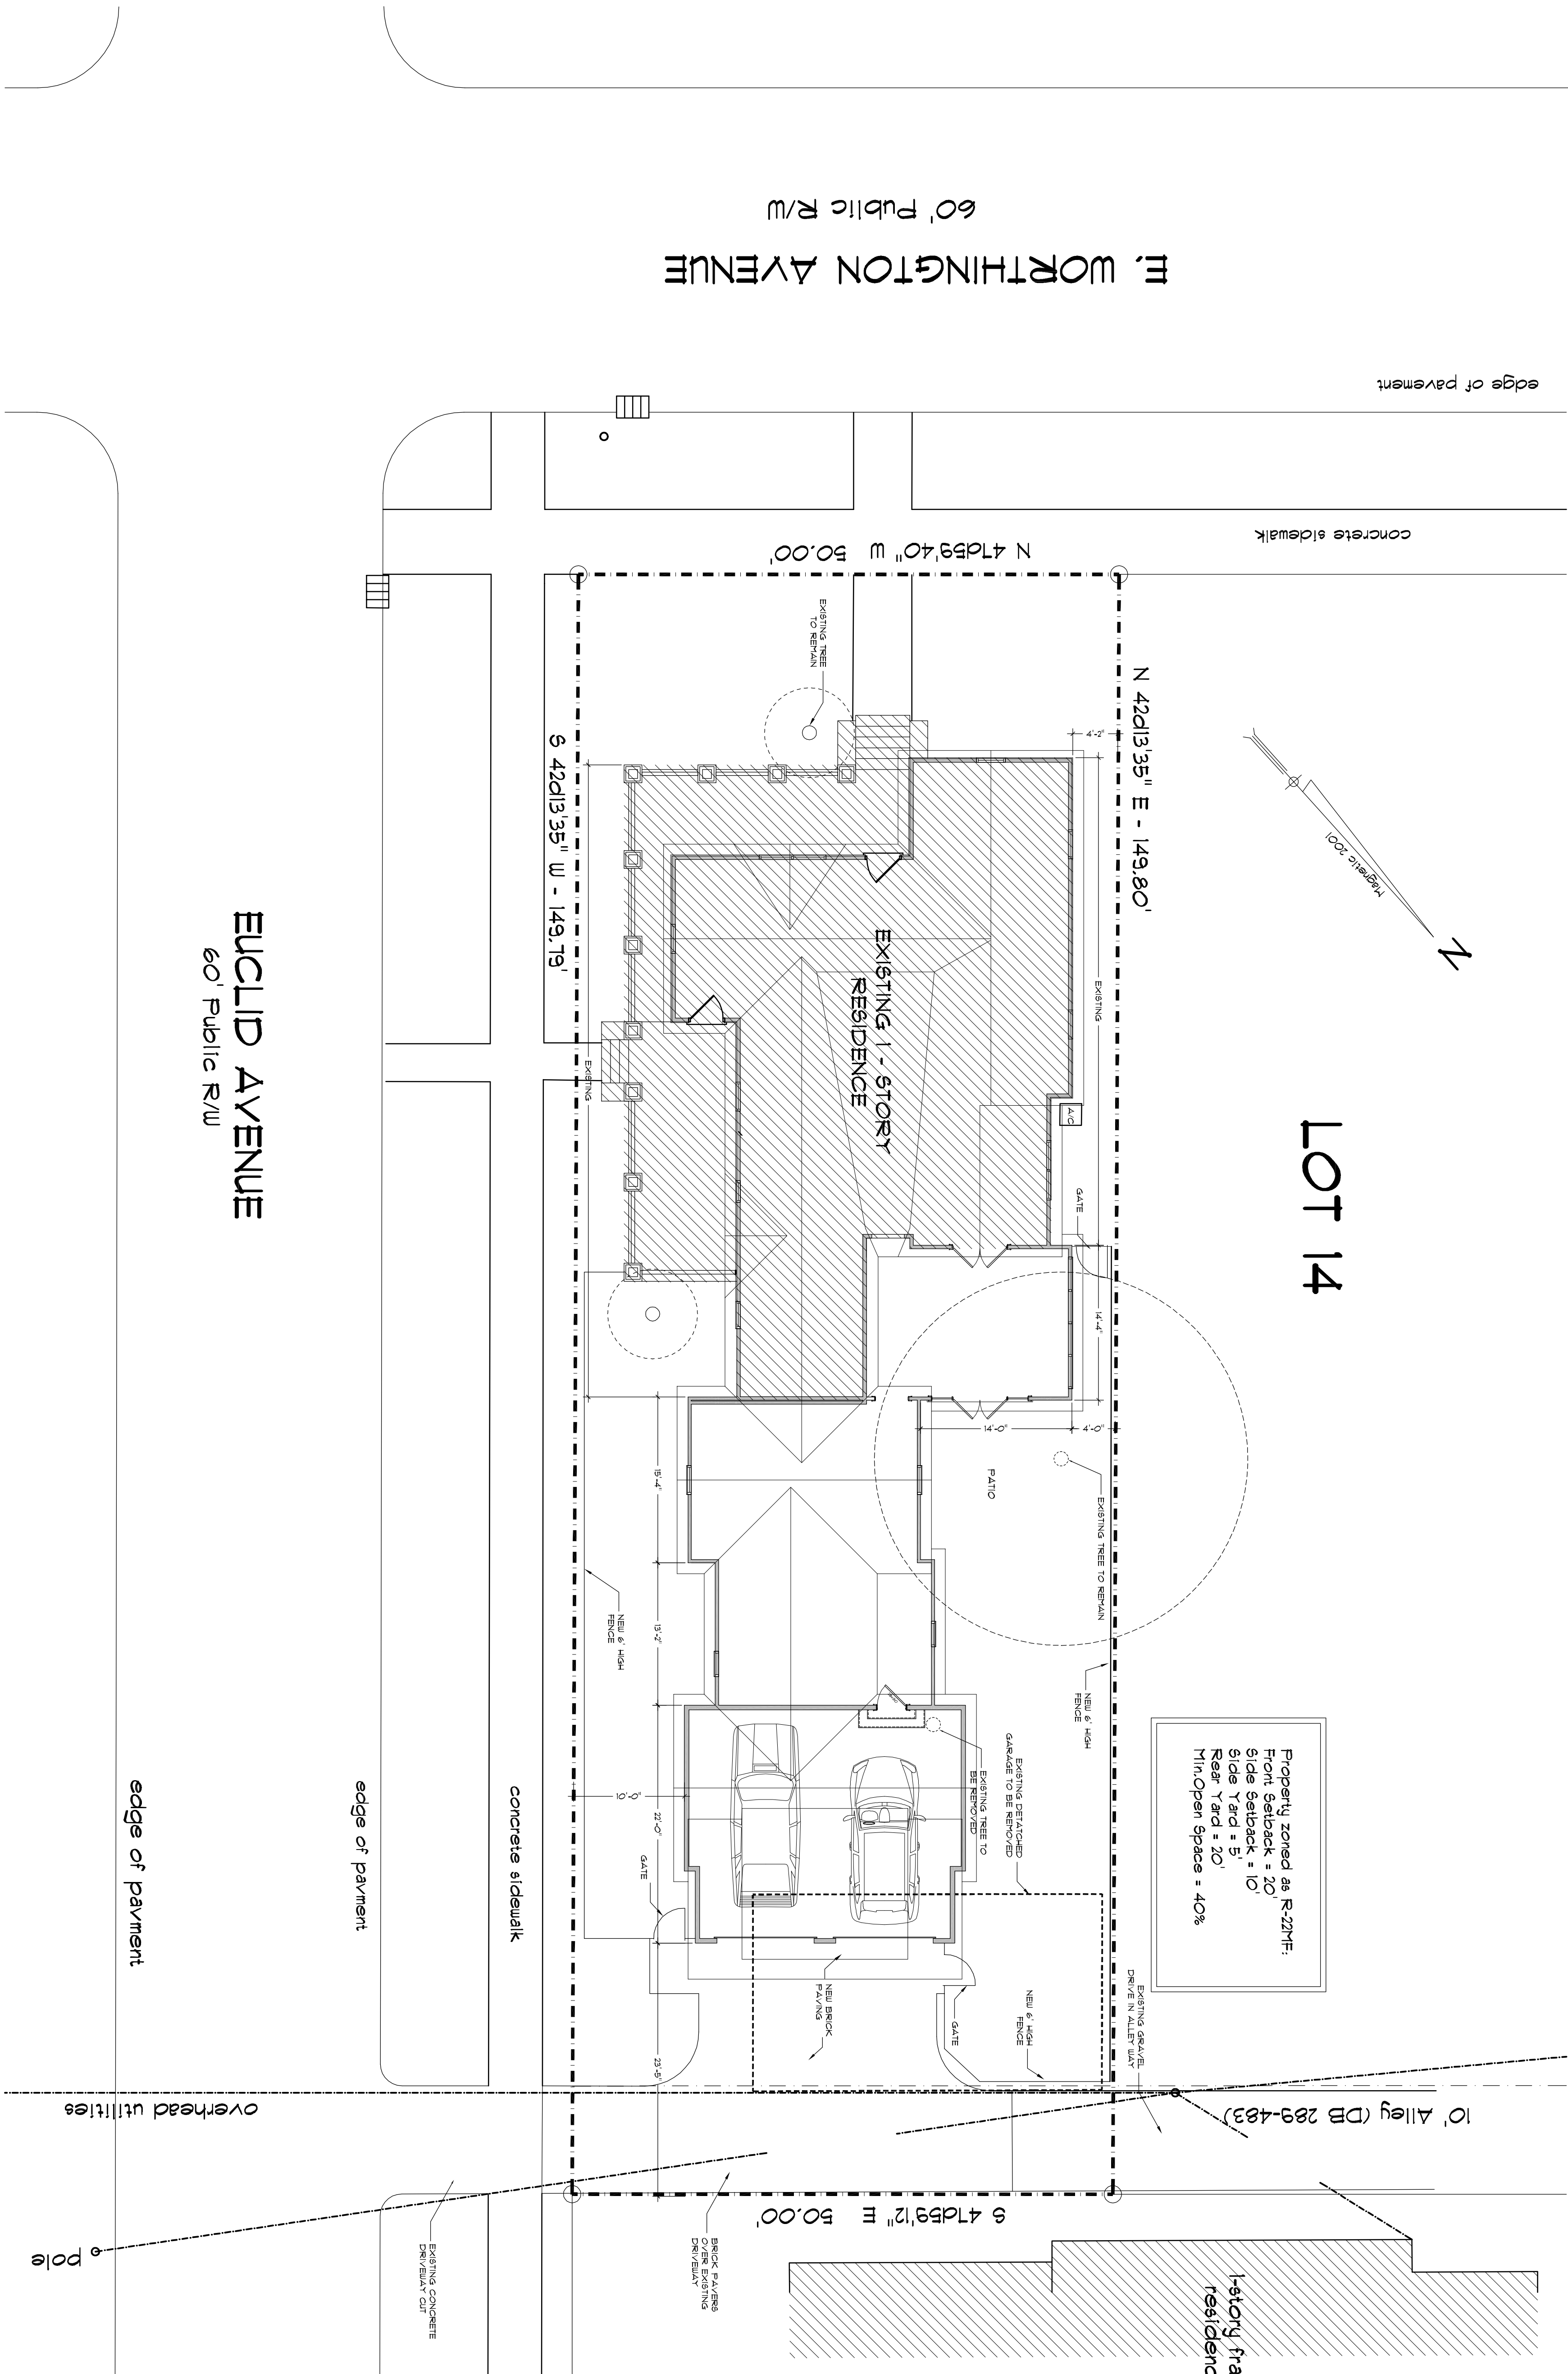 60' Public R/W
E. WORTHINGTON AVENUE
edge of pavement
concrete sidewalk
N 47d59'40" W 50.00'
EXISTING TREE
TO REMAIN
N 42d13'35" E - 149.80'
S 42d13'35" W - 149.79'
4'-2"
Magnetic 2001
N
EXISTING
EXISTING 1 - STORY
RESIDENCE
EUCLID AVENUE
60' Public R/W
EXISTING
A/C
GATE
LOT 14
14'-4"
14'-0"
4'-0"
PATIO
15'-4"
EXISTING TREE TO REMAIN
NEW 6' HIGH
FENCE
13'-2"
NEW 6' HIGH
FENCE
Property zoned as R-22MF:
Front Setback = 20'
Side Setback = 10'
Side Yard = 5'
Rear Yard = 20'
Min.Open Space = 40%
EXISTING DETATCHED
GARAGE TO BE REMOVED
EXISTING TREE TO
BE REMOVED
10'-0"
22'-0"
GATE
edge of pavment
edge of pavment
concrete sidewalk
NEW BRICK
PAVING
GATE
NEW 6' HIGH
FENCE
EXISTING GRAVEL
DRIVE IN ALLEY WAY
23'-5"
overhead utilities
10' Alley (DB 289-483)
S 47d59'12" E 50.00'
pole
EXISTING CONCRETE
DRIVEWAY CUT
BRICK PAVERS
OVER EXISTING
DRIVEWAY
1-story fra
residenc